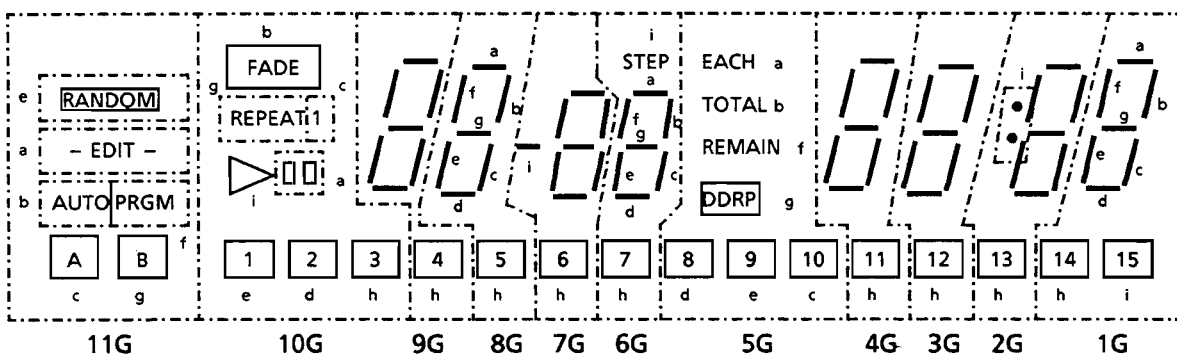 b i
FADE a STEP EACH a a
e RANDOM g c f b a i f b
REPEAT 1 g f b TOTAL b g
a – EDIT – i g REMAIN f
e c e c e c
b AUTO PRGM i a d d DDRP g d
A B f 1 2 3 4 5 6 7 8 9 10 11 12 13 14 15
c g e d h h h h h d e c h h h h i
11G 10G 9G 8G 7G 6G 5G 4G 3G 2G 1G